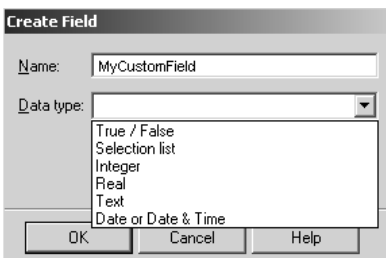 Create Field
Name: MyCustomField
Data type:
True / False
Selection list
Integer
Real
Text
Date or Date & Time
OK Cancel Help